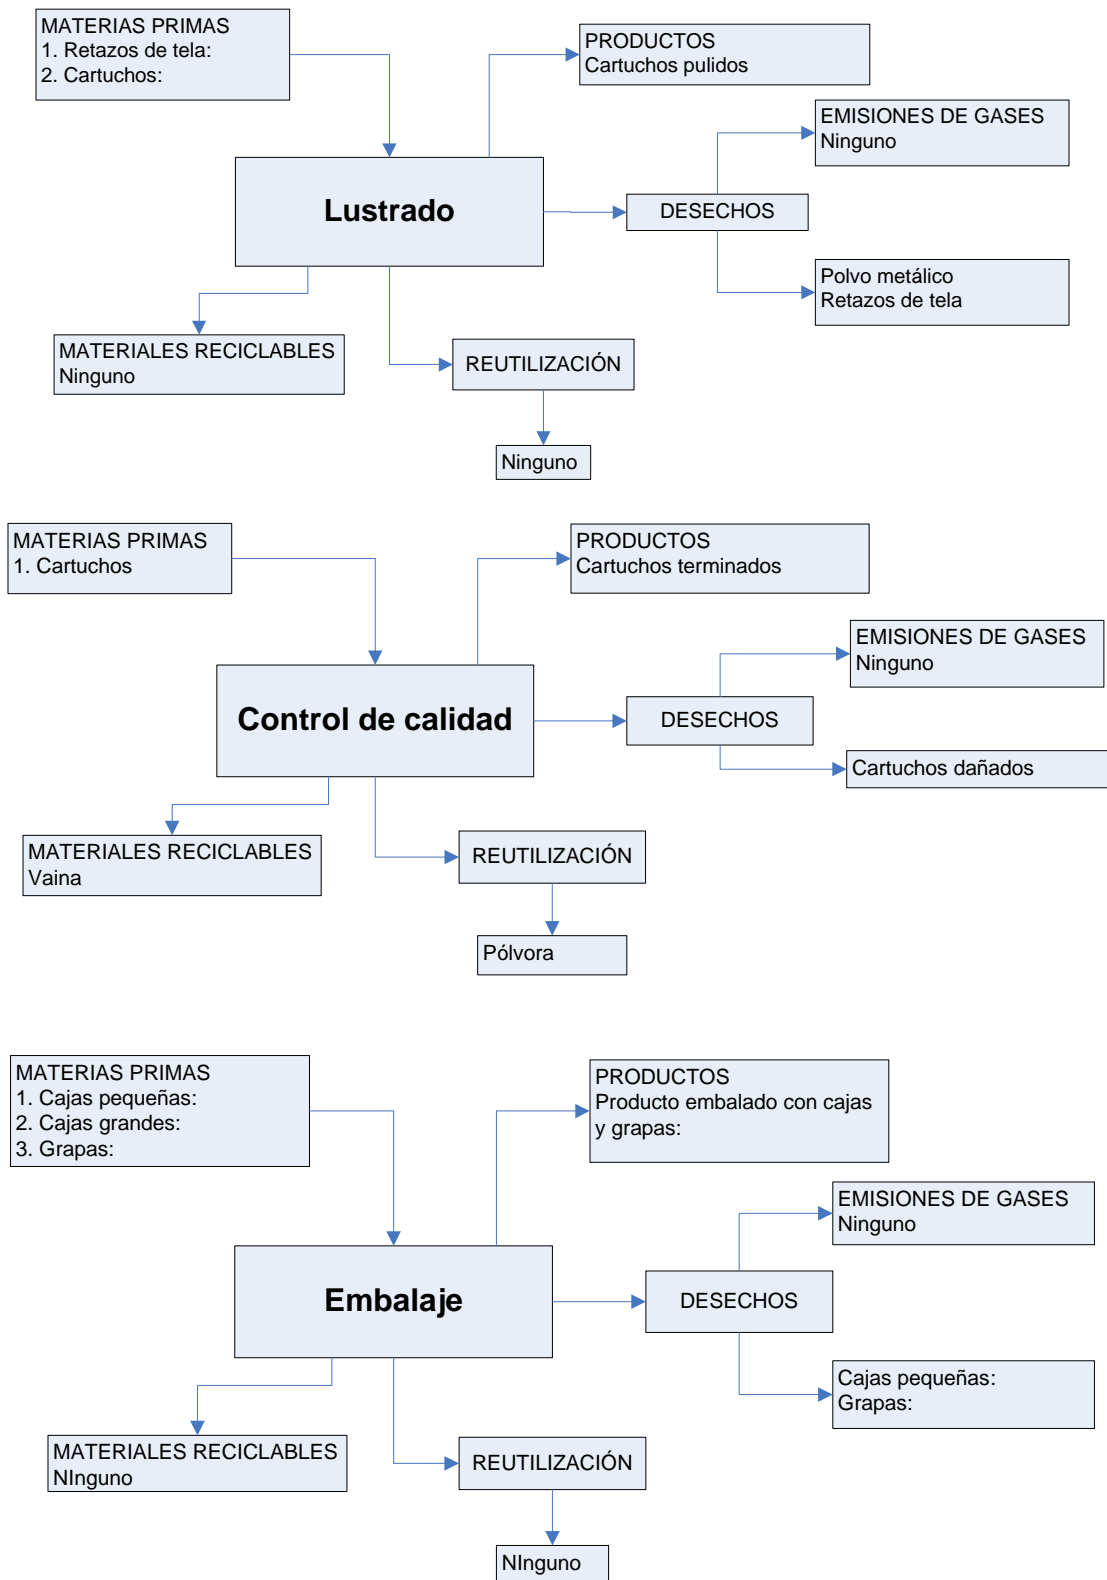 MATERIAS PRIMAS
1. Retazos de tela:
2. Cartuchos:
PRODUCTOS
Cartuchos pulidos
EMISIONES DE GASES
Ninguno
Lustrado
DESECHOS
Polvo metálico
Retazos de tela
MATERIALES RECICLABLES
Ninguno
REUTILIZACIÓN
Ninguno
MATERIAS PRIMAS
1. Cartuchos
PRODUCTOS
Cartuchos terminados
EMISIONES DE GASES
Ninguno
Control de calidad
DESECHOS
Cartuchos dañados
MATERIALES RECICLABLES
Vaina
REUTILIZACIÓN
Pólvora
MATERIAS PRIMAS
1. Cajas pequeñas:
2. Cajas grandes:
3. Grapas:
PRODUCTOS
Producto embalado con cajas
y grapas:
EMISIONES DE GASES
Ninguno
Embalaje
DESECHOS
Cajas pequeñas:
Grapas:
MATERIALES RECICLABLES
NInguno
REUTILIZACIÓN
NInguno